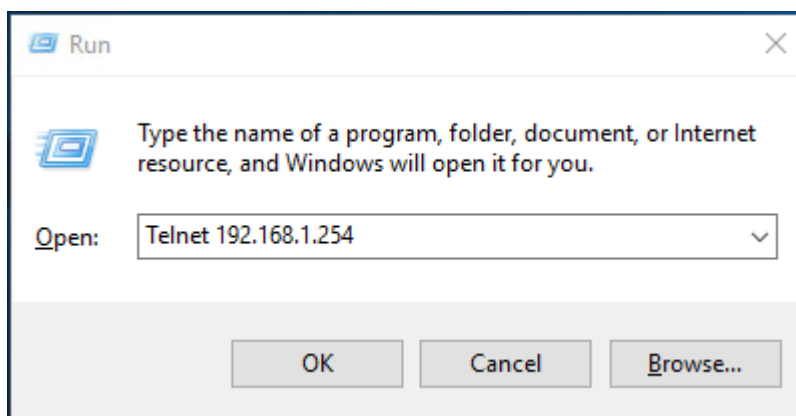 Run
Type the name of a program, folder, document, or Internet
resource, and Windows will open it for you.
Open: Telnet 192.168.1.254
OK Cancel Browse...